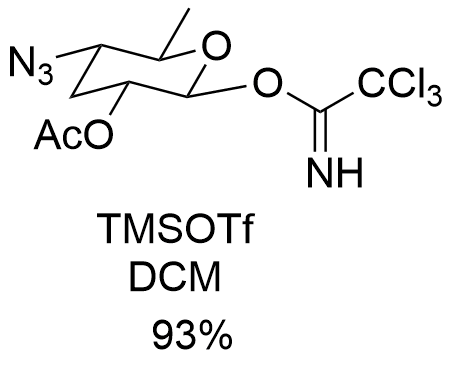 N3
O
O
CCl3
AcO
NH
TMSOTf
DCM
93%